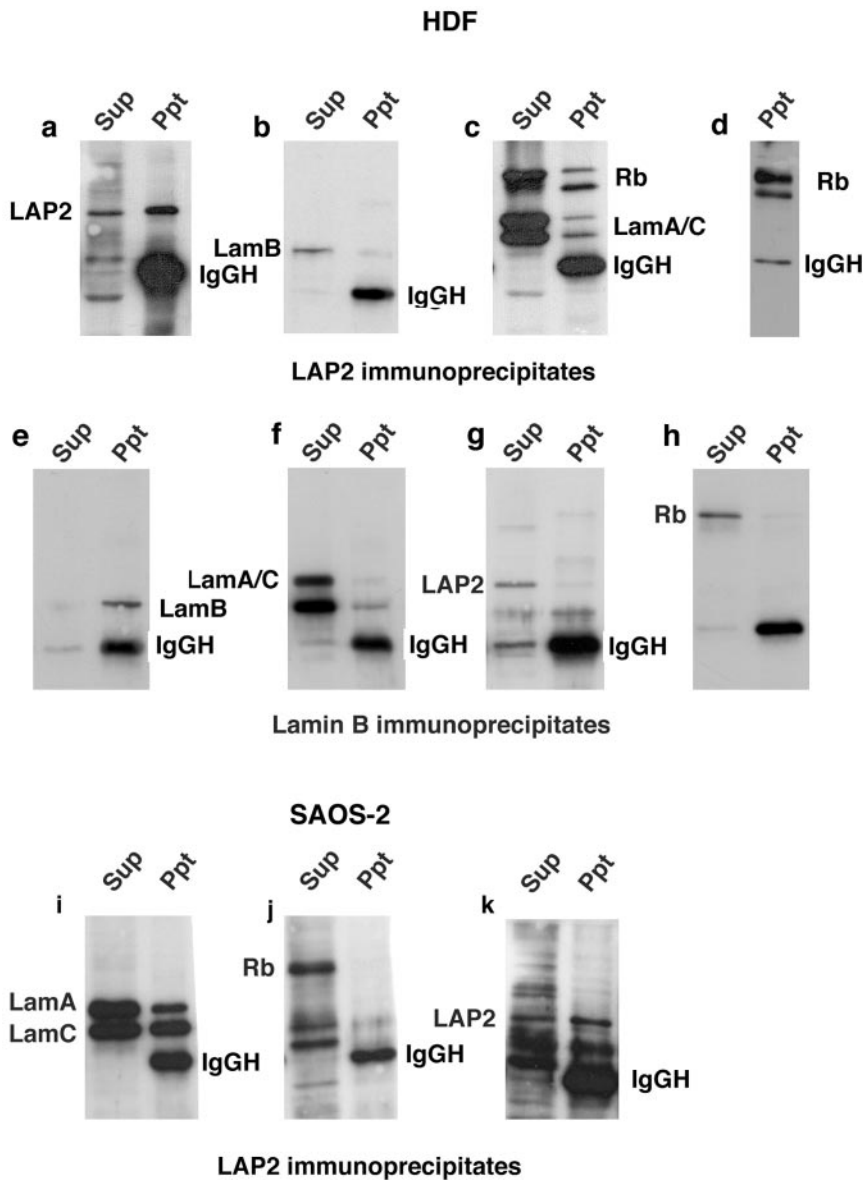 HDF
a Sup Ppt
b Sup Ppt
c Sup Ppt
d Ppt
LAP2
IgGH
LamB
IgGH
Rb
LamA/C
IgGH
Rb
IgGH
LAP2 immunoprecipitates
e Sup Ppt
f Sup Ppt
g Sup Ppt
h Sup Ppt
LamB
IgGH
LamA/C
IgGH
LAP2
IgGH
Rb
Lamin B immunoprecipitates
SAOS-2
i Sup Ppt
j Sup Ppt
k Sup Ppt
LamA
LamC
IgGH
Rb
IgGH
LAP2
IgGH
LAP2 immunoprecipitates